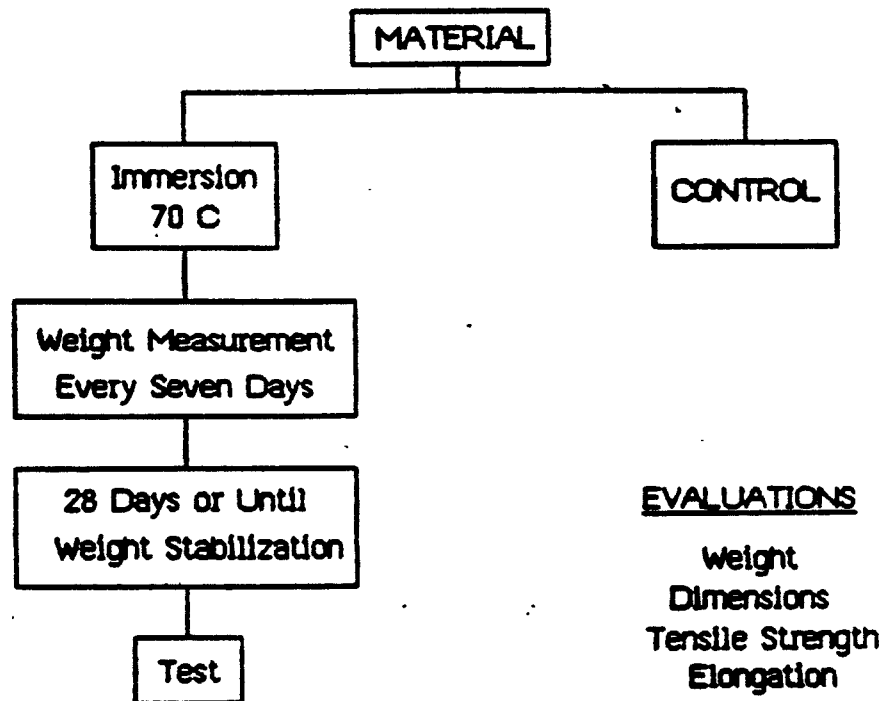 MATERIAL
Immersion
70 C
CONTROL
Weight Measurement
Every Seven Days
28 Days or Until
Weight Stabilization
Test
EVALUATIONS
Weight
Dimensions
Tensile Strength
Elongation